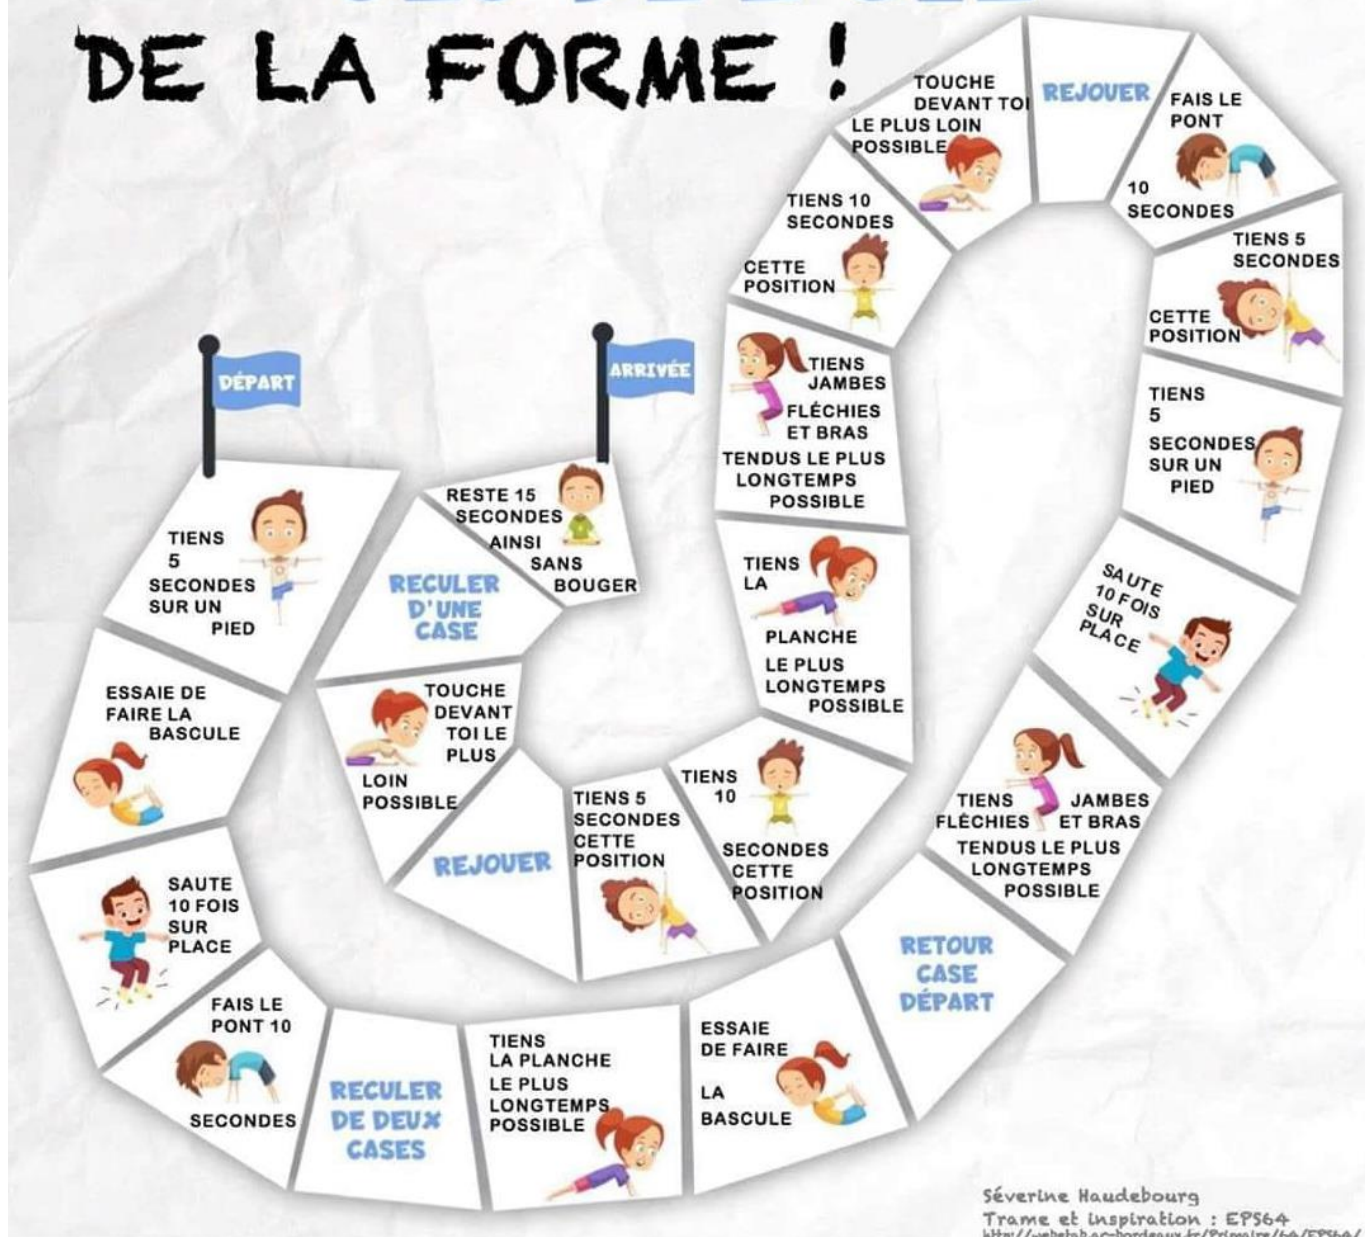 DE LA FORME !
DÉPART
TIENS
5
SECONDES
SUR UN
PIED
ESSAIE DE
FAIRE LA
BASCULE
SAUTE
10 FOIS
SUR
PLACE
FAIS LE
PONT 10
SECONDES
RECULER
DE DEUX
CASES
TIENS
LA PLANCHE
LE PLUS
LONGTEMPS
POSSIBLE
ESSAIE
DE FAIRE
LA
BASCULE
RETOUR
CASE
DÉPART
TIENS JAMBES
FLÉCHIES ET BRAS
TENDUS LE PLUS
LONGTEMPS
POSSIBLE
SAUTE
10 FOIS
SUR
PLACE
TIENS
5
SECONDES
SUR UN
PIED
TIENS 5
SECONDES
CETTE
POSITION
FAIS LE
PONT
10
SECONDES
REJOUER
TOUCHE
DEVANT TOI
LE PLUS LOIN
POSSIBLE
TIENS 10
SECONDES
CETTE
POSITION
TIENS
JAMBES
FLÉCHIES
ET BRAS
TENDUS LE PLUS
LONGTEMPS
POSSIBLE
TIENS
LA
PLANCHE
LE PLUS
LONGTEMPS
POSSIBLE
TIENS
10
SECONDES
CETTE
POSITION
TIENS 5
SECONDES
CETTE
POSITION
REJOUER
TOUCHE
DEVANT
TOI LE
PLUS
LOIN
POSSIBLE
RECULER
D'UNE
CASE
RESTE 15
SECONDES
AINSI
SANS
BOUGER
ARRIVÉE
Séverine Haudebourg
Trame et inspiration : EPS64